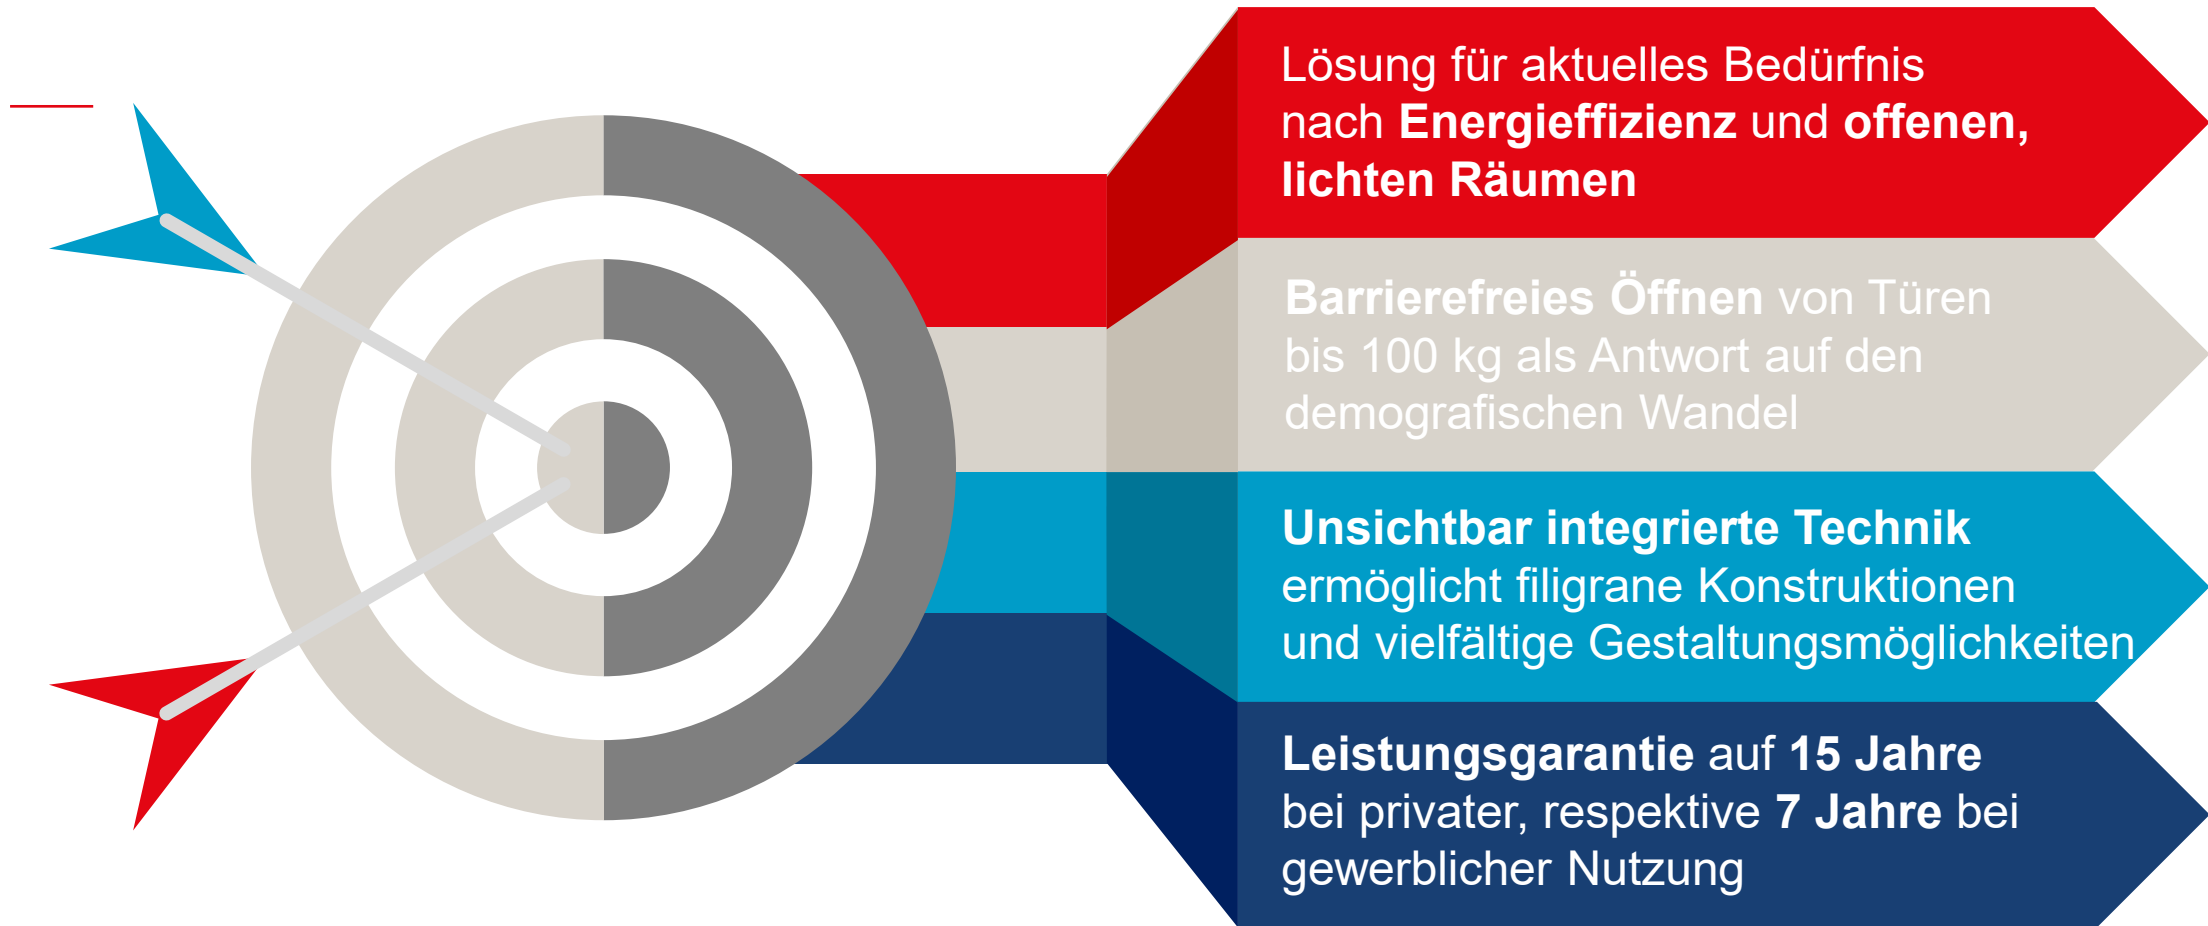 Lösung für aktuelles Bedürfnis
nach Energieffizienz und offenen,
lichten Räumen
Barrierefreies Öffnen von Türen
bis 100 kg als Antwort auf den
demografischen Wandel
Unsichtbar integrierte Technik
ermöglicht filigrane Konstruktionen
und vielfältige Gestaltungsmöglichkeiten
Leistungsgarantie auf 15 Jahre
bei privater, respektive 7 Jahre bei
gewerblicher Nutzung